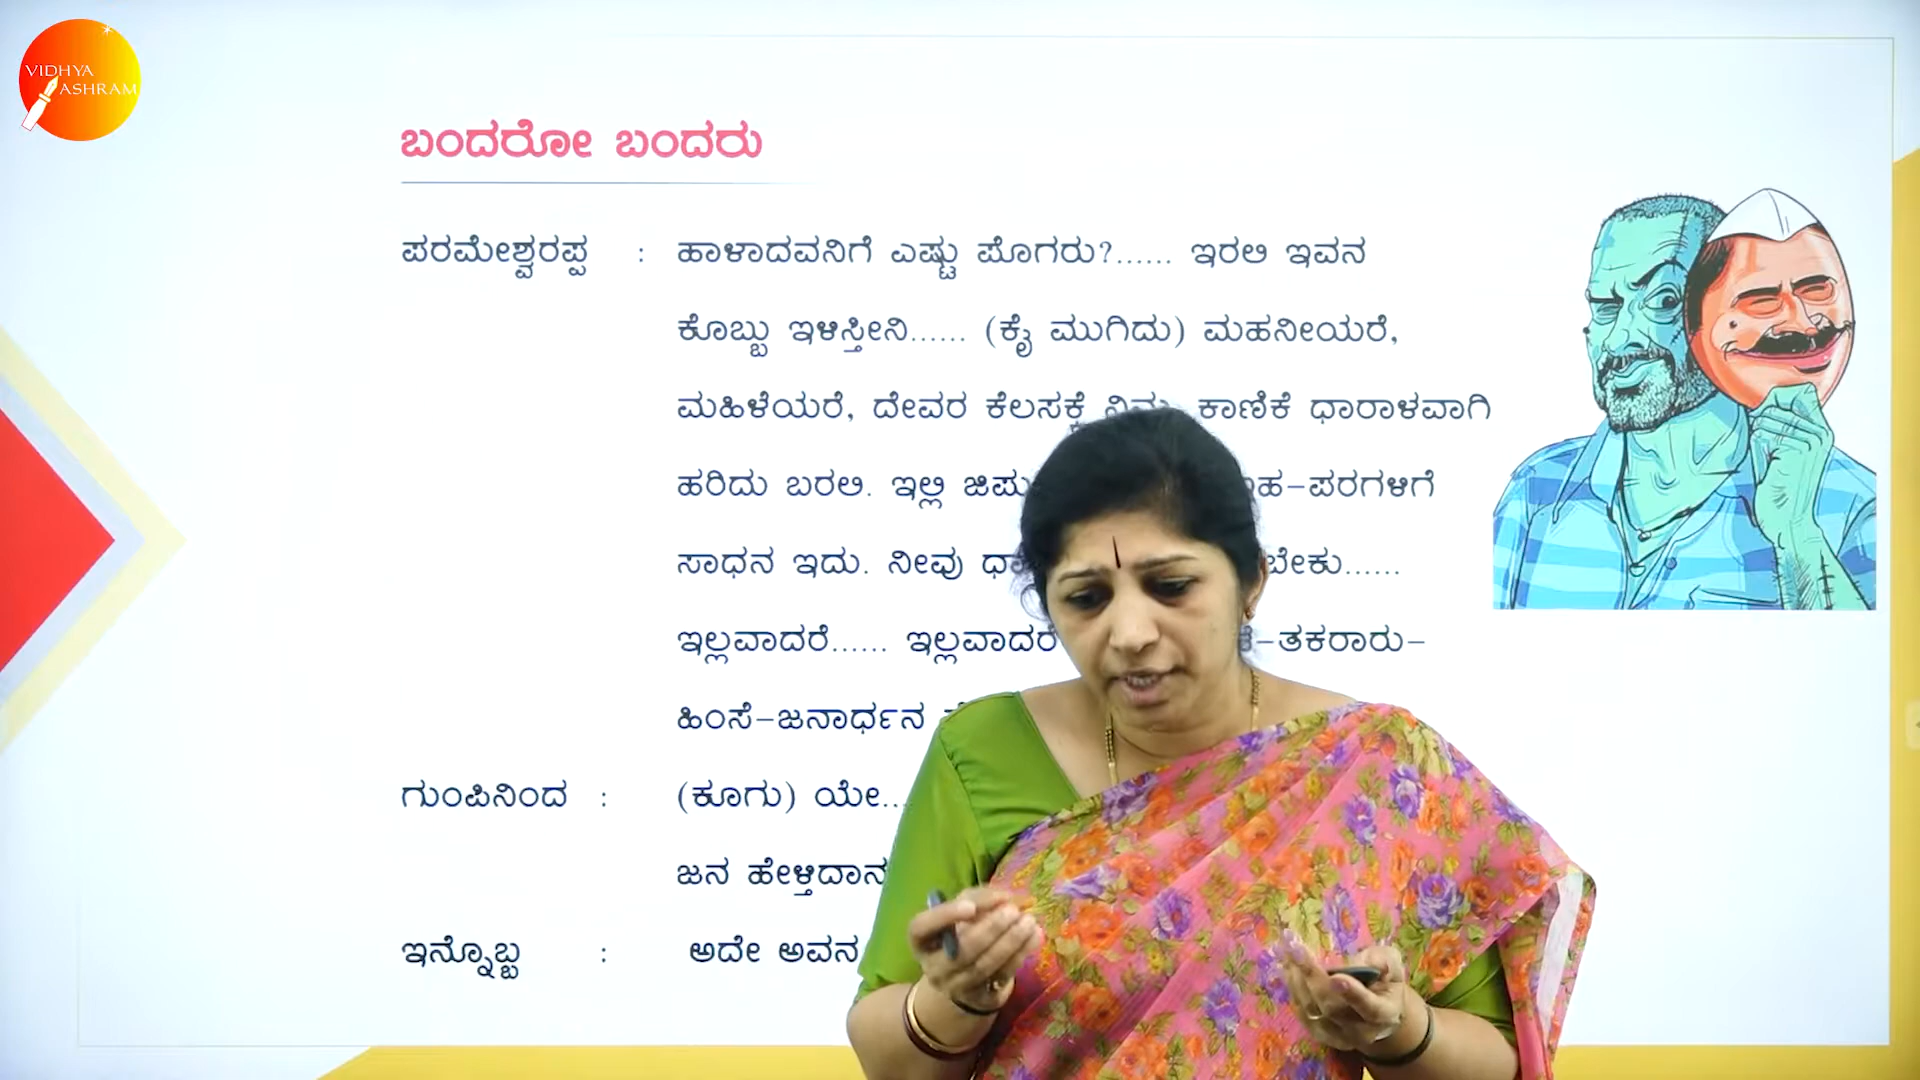 VIDHYA
ASHRAM
ಬಂದರೋ ಬಂದರು
ಪರಮೇಶ್ವರಪ್ಪ : ಹಾಳಾದವನಿಗೆ ಎಷ್ಟು ಪೊಗರು?...... ಇರಲಿ ಇವನ
ಕೊಬ್ಬು ಇಳಿಸ್ತೀನಿ...... (ಕೈ ಮುಗಿದು) ಮಹನೀಯರೆ,
ಮಹಿಳೆಯರೆ, ದೇವರ ಕೆಲಸಕ್ಕೆ ನಿಮ್ಮ ಕಾಣಿಕೆ ಧಾರಾಳವಾಗಿ
ಹರಿದು ಬರಲಿ. ಇಲ್ಲಿ ಇಹ-ಪರಗಳಿಗೆ
ಸಾಧನ ಇದು. ನೀವು ಬೇಕು......
ಇಲ್ಲವಾದರೆ...... ಇಲ್ಲವಾದರೆ -ತಕರಾರು-
ಹಿಂಸೆ-ಜನಾರ್ಧನ
ಗುಂಪಿನಿಂದ : (ಕೂಗು) ಯೇ...
ಜನ ಹೇಳ್ತಿದಾನ
ಇನ್ನೊಬ್ಬ : ಅದೇ ಅವನ